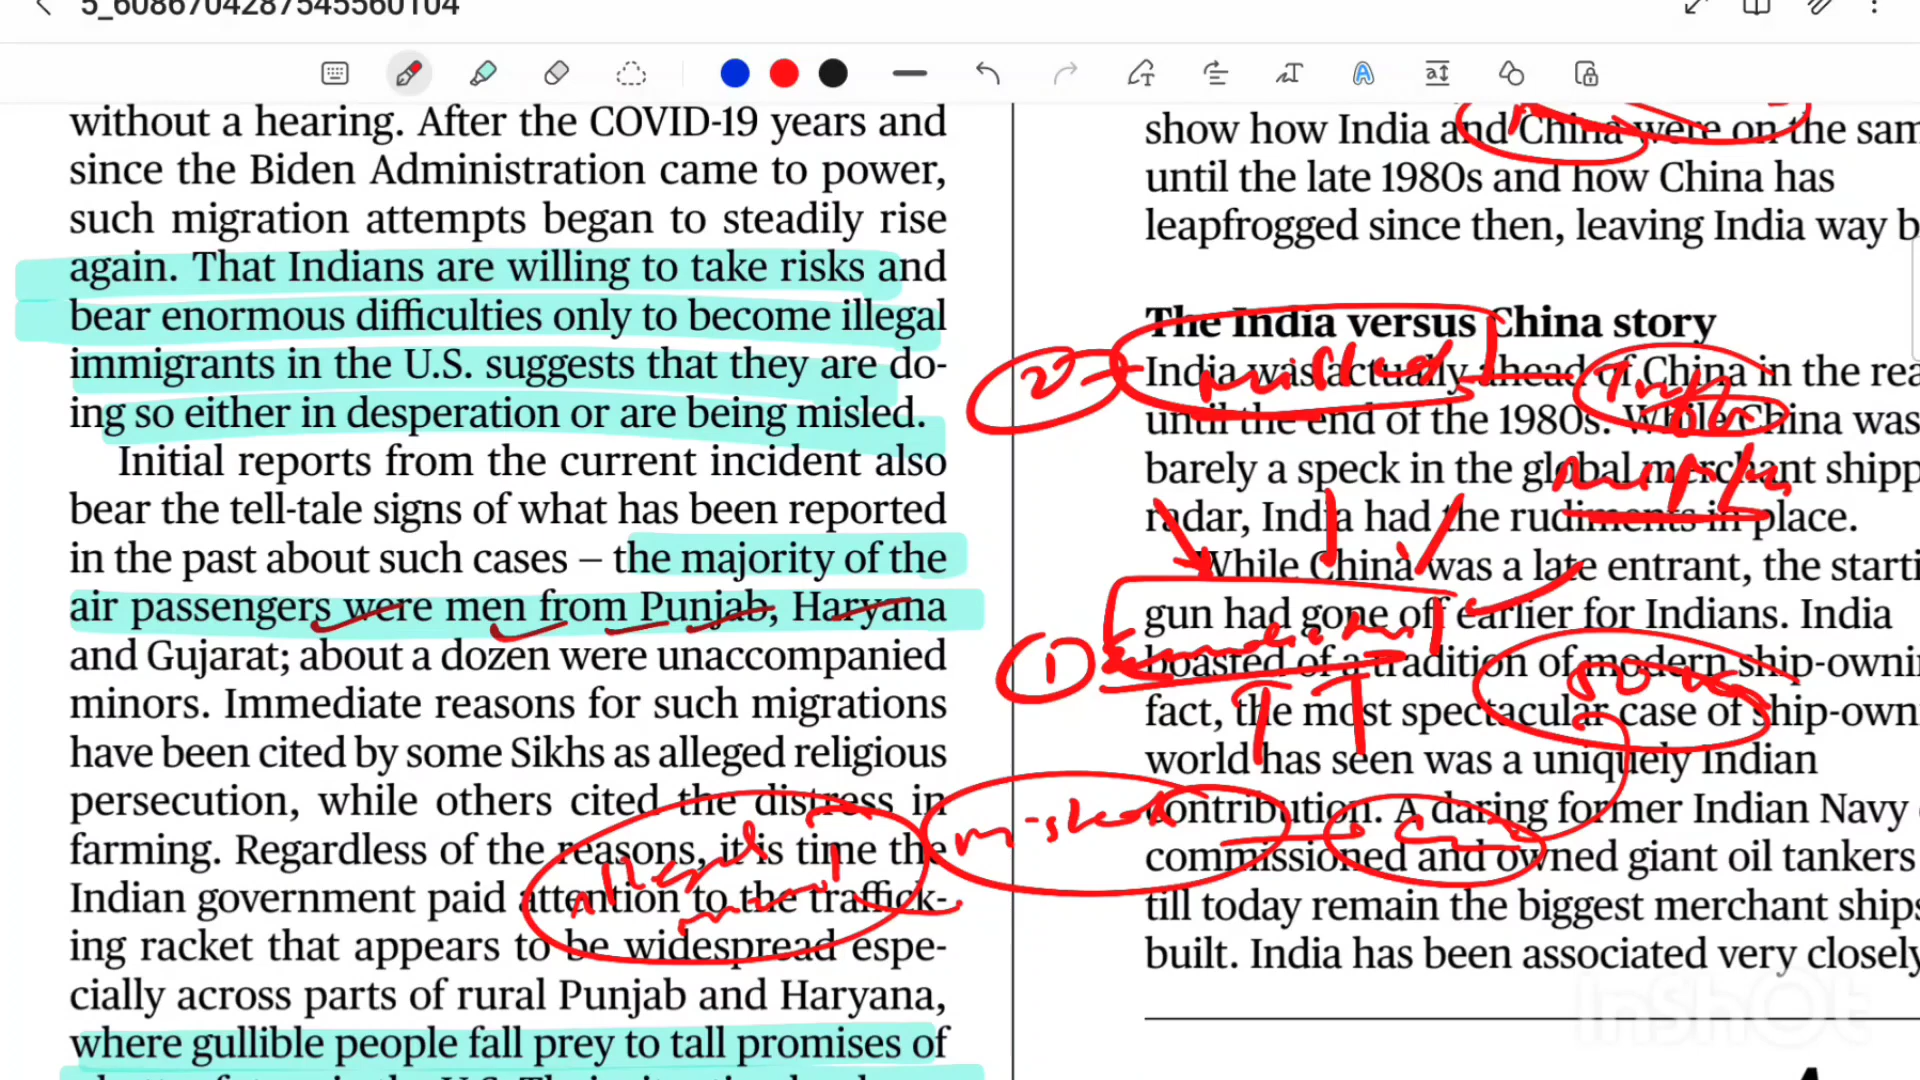 5_6086704287545560104
without a hearing. After the COVID-19 years and
since the Biden Administration came to power,
such migration attempts began to steadily rise
again. That Indians are willing to take risks and
bear enormous difficulties only to become illegal
immigrants in the U.S. suggests that they are do-
ing so either in desperation or are being misled.
Initial reports from the current incident also
bear the tell-tale signs of what has been reported
in the past about such cases – the majority of the
air passengers were men from Punjab, Haryana
and Gujarat; about a dozen were unaccompanied
minors. Immediate reasons for such migrations
have been cited by some Sikhs as alleged religious
persecution, while others cited the distress in
farming. Regardless of the reasons, it is time the
Indian government paid attention to the traffick-
ing racket that appears to be widespread espe-
cially across parts of rural Punjab and Haryana,
where gullible people fall prey to tall promises of
show how India and China were on the sam
until the late 1980s and how China has
leapfrogged since then, leaving India way b
The India versus China story
India was actually ahead of China in the rea
until the end of the 1980s. While China was
barely a speck in the global merchant shipp
radar, India had the rudiments in place.
While China was a late entrant, the starti
gun had gone off earlier for Indians. India
boasted of a tradition of modern ship-ownin
fact, the most spectacular case of ship-own
world has seen was a uniquely Indian
contribution. A daring former Indian Navy
commissioned and owned giant oil tankers
till today remain the biggest merchant ships
built. India has been associated very closely
2
1
InShOt